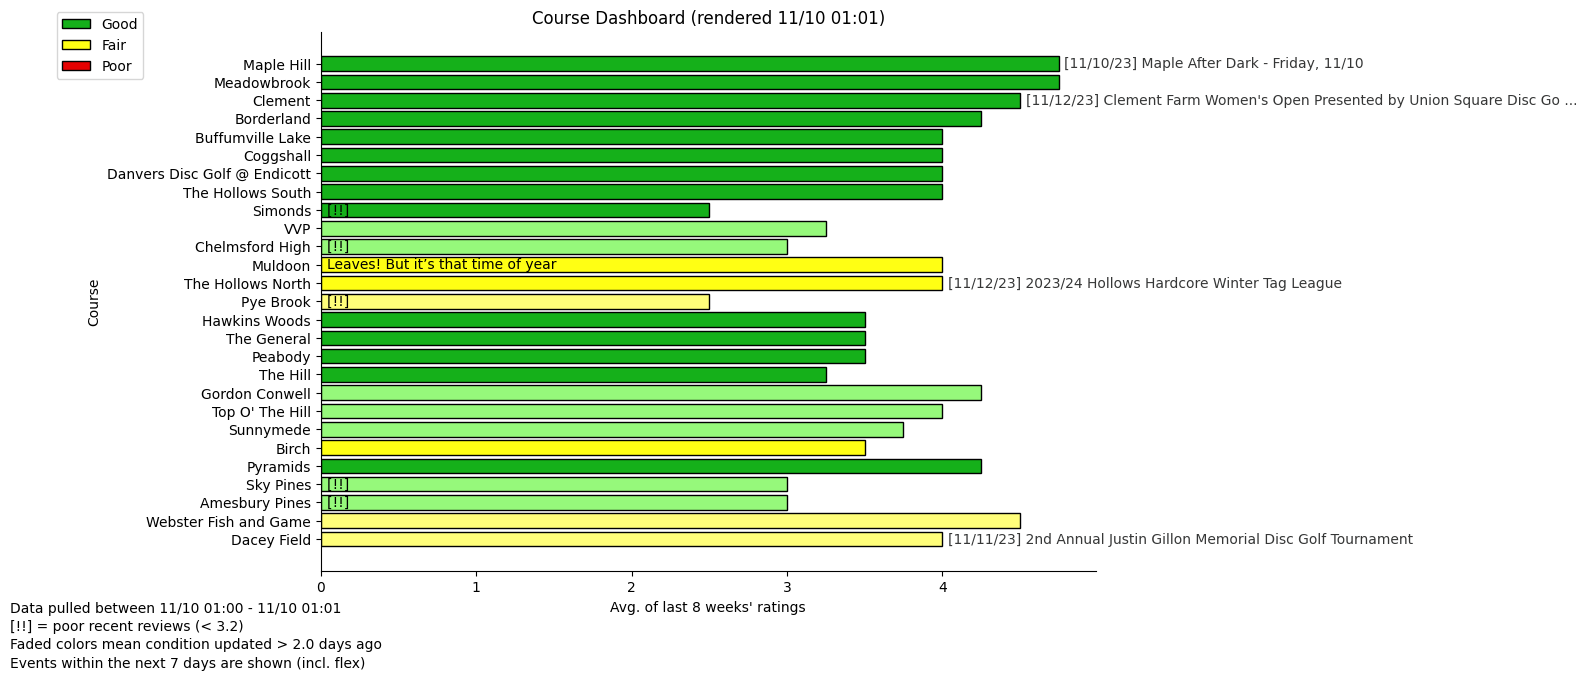 Course Dashboard (rendered 11/10 01:01)
Good
Fair
Poor
Maple Hill [11/10/23] Maple After Dark - Friday, 11/10
Meadowbrook
Clement [11/12/23] Clement Farm Women's Open Presented by Union Square Disc Go ...
Borderland
Buffumville Lake
Coggshall
Danvers Disc Golf @ Endicott
The Hollows South
Simonds [!!]
VVP
Chelmsford High [!!]
Muldoon Leaves! But it’s that time of year
The Hollows North [11/12/23] 2023/24 Hollows Hardcore Winter Tag League
Pye Brook [!!]
Hawkins Woods
The General
Peabody
The Hill
Gordon Conwell
Top O' The Hill
Sunnymede
Birch
Pyramids
Sky Pines [!!]
Amesbury Pines [!!]
Webster Fish and Game
Dacey Field [11/11/23] 2nd Annual Justin Gillon Memorial Disc Golf Tournament
Course
0 1 2 3 4
Avg. of last 8 weeks' ratings
Data pulled between 11/10 01:00 - 11/10 01:01
[!!] = poor recent reviews (< 3.2)
Faded colors mean condition updated > 2.0 days ago
Events within the next 7 days are shown (incl. flex)